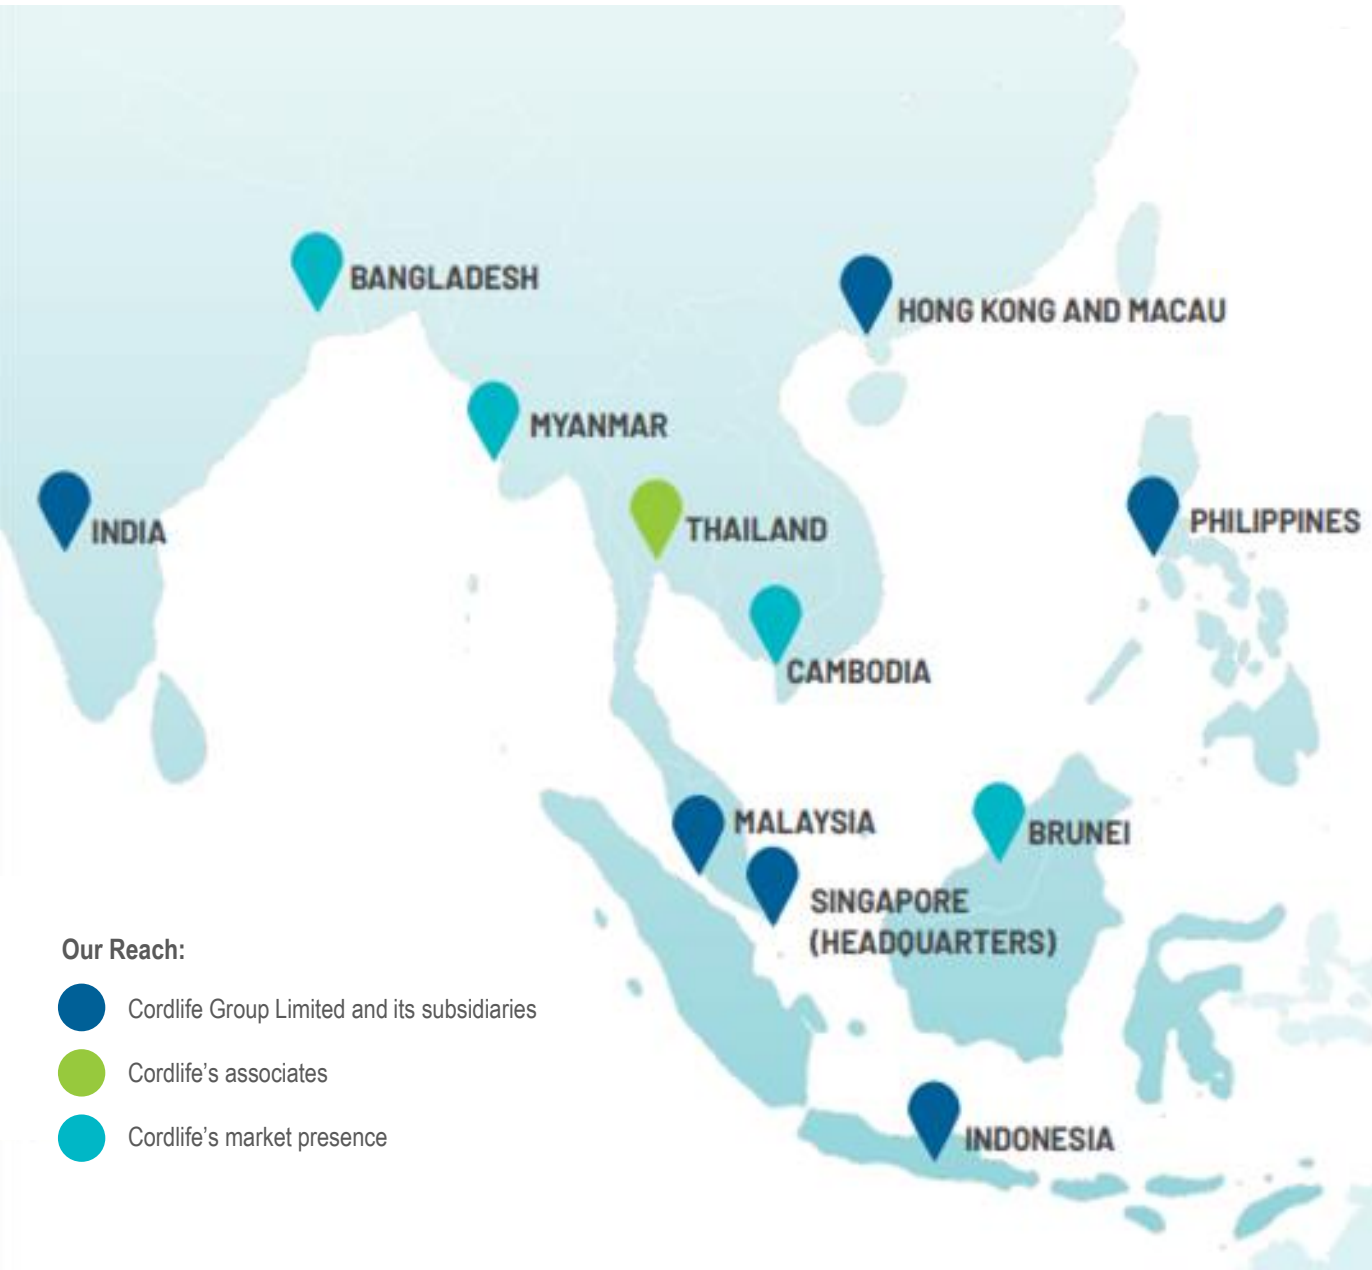 BANGLADESH
HONG KONG AND MACAU
MYANMAR
INDIA
THAILAND
PHILIPPINES
CAMBODIA
MALAYSIA
BRUNEI
SINGAPORE
(HEADQUARTERS)
Our Reach:
Cordlife Group Limited and its subsidiaries
Cordlife’s associates
Cordlife’s market presence
INDONESIA